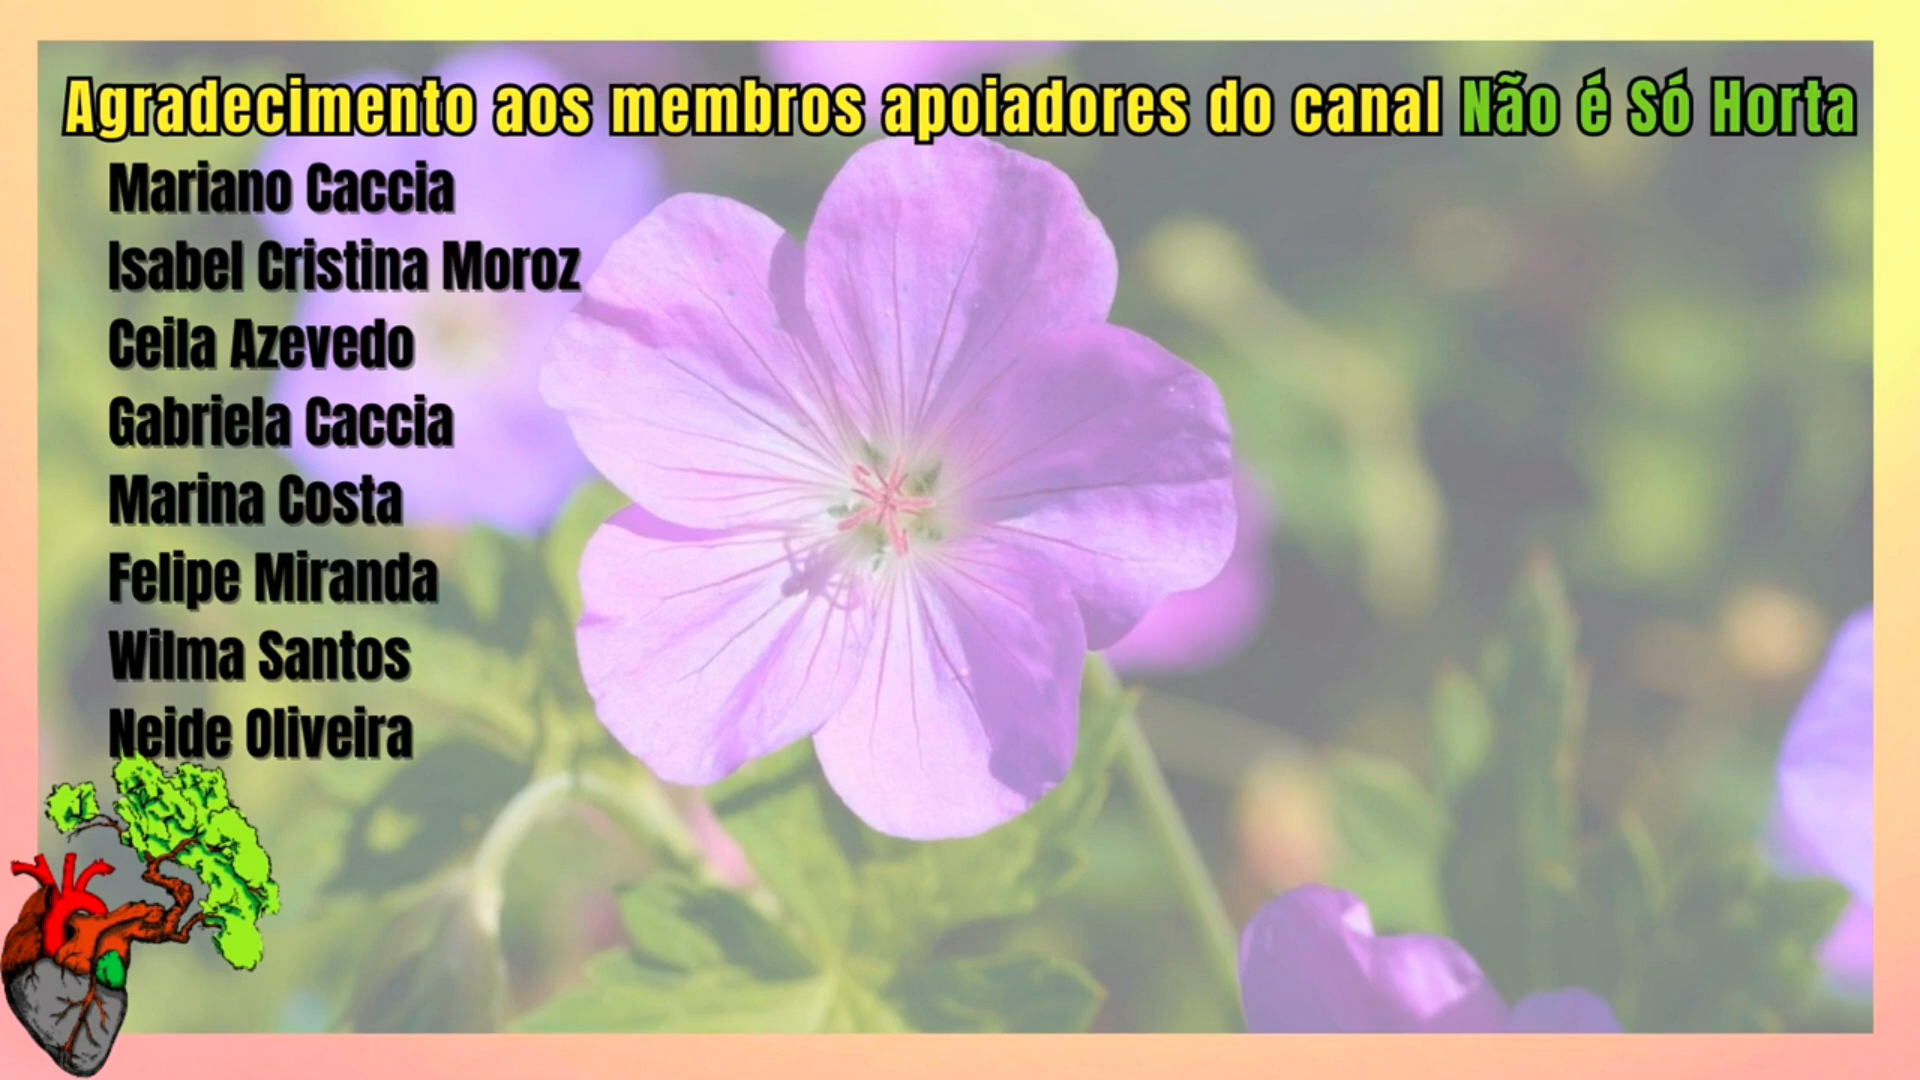 Agradecimento aos membros apoiadores do canal Não é Só Horta
Mariano Caccia
Isabel Cristina Moroz
Ceila Azevedo
Gabriela Caccia
Marina Costa
Felipe Miranda
Wilma Santos
Neide Oliveira